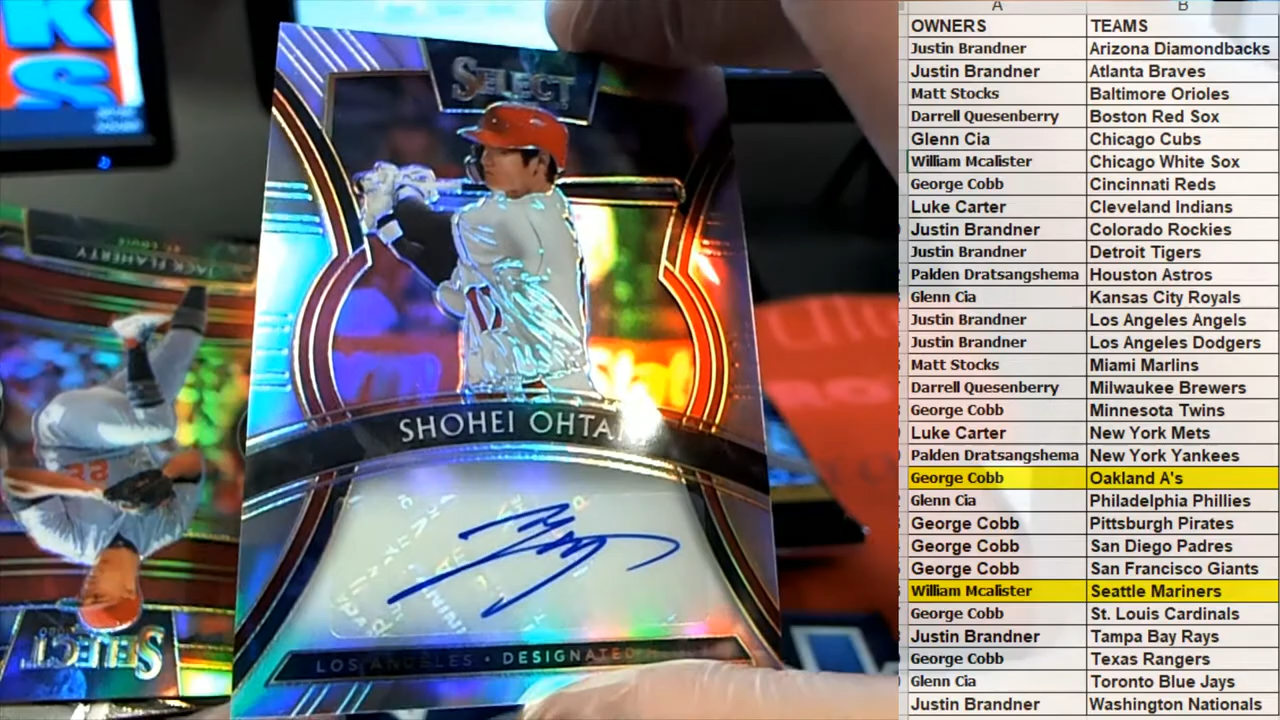 K
S
SELECT
SHOHEI OHTAN
LOS ANGELES • DESIGNATED
JACK FLAHERTY
ST. LOUIS
SELECT
A B
OWNERS TEAMS
Justin Brandner Arizona Diamondbacks
Justin Brandner Atlanta Braves
Matt Stocks Baltimore Orioles
Darrell Quesenberry Boston Red Sox
Glenn Cia Chicago Cubs
William Mcalister Chicago White Sox
George Cobb Cincinnati Reds
Luke Carter Cleveland Indians
Justin Brandner Colorado Rockies
Justin Brandner Detroit Tigers
Palden Dratsangshema Houston Astros
Glenn Cia Kansas City Royals
Justin Brandner Los Angeles Angels
Justin Brandner Los Angeles Dodgers
Matt Stocks Miami Marlins
Darrell Quesenberry Milwaukee Brewers
George Cobb Minnesota Twins
Luke Carter New York Mets
Palden Dratsangshema New York Yankees
George Cobb Oakland A's
Glenn Cia Philadelphia Phillies
George Cobb Pittsburgh Pirates
George Cobb San Diego Padres
George Cobb San Francisco Giants
William Mcalister Seattle Mariners
George Cobb St. Louis Cardinals
Justin Brandner Tampa Bay Rays
George Cobb Texas Rangers
Glenn Cia Toronto Blue Jays
Justin Brandner Washington Nationals